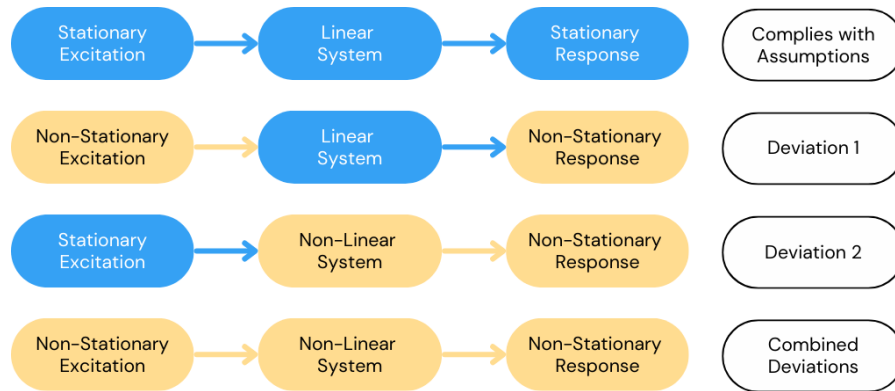 Stationary
Excitation
Linear
System
Stationary
Response
Complies with
Assumptions
Non-Stationary
Excitation
Linear
System
Non-Stationary
Response
Deviation 1
Stationary
Excitation
Non-Linear
System
Non-Stationary
Response
Deviation 2
Non-Stationary
Excitation
Non-Linear
System
Non-Stationary
Response
Combined
Deviations